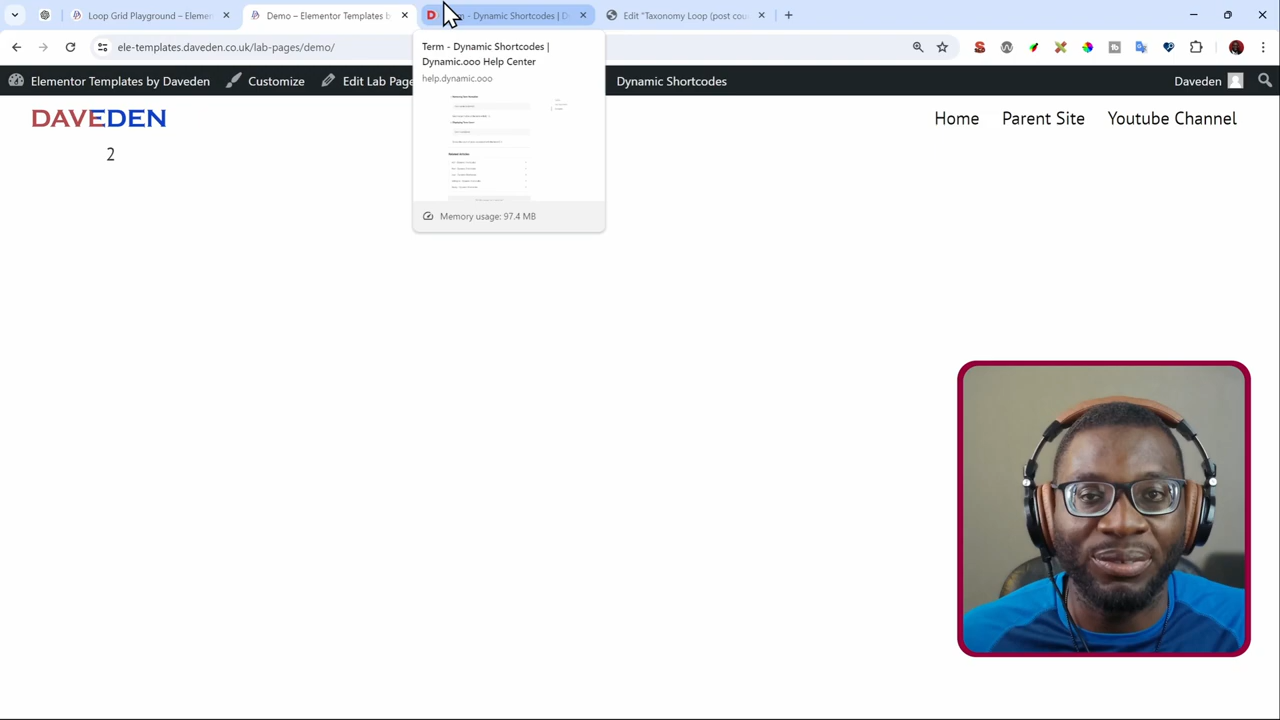 Loop Grid Playground – Elemen
Demo – Elementor Templates b
- Dynamic Shortcodes | D
Edit "Taxonomy Loop (post cou
ele-templates.daveden.co.uk/lab-pages/demo/
Term - Dynamic Shortcodes |
Dynamic.ooo Help Center
help.dynamic.ooo
Memory usage: 97.4 MB
Elementor Templates by Daveden
Customize
Edit Lab Page
Dynamic Shortcodes
Daveden
DAVEDEN
Home
Parent Site
Youtube Channel
2